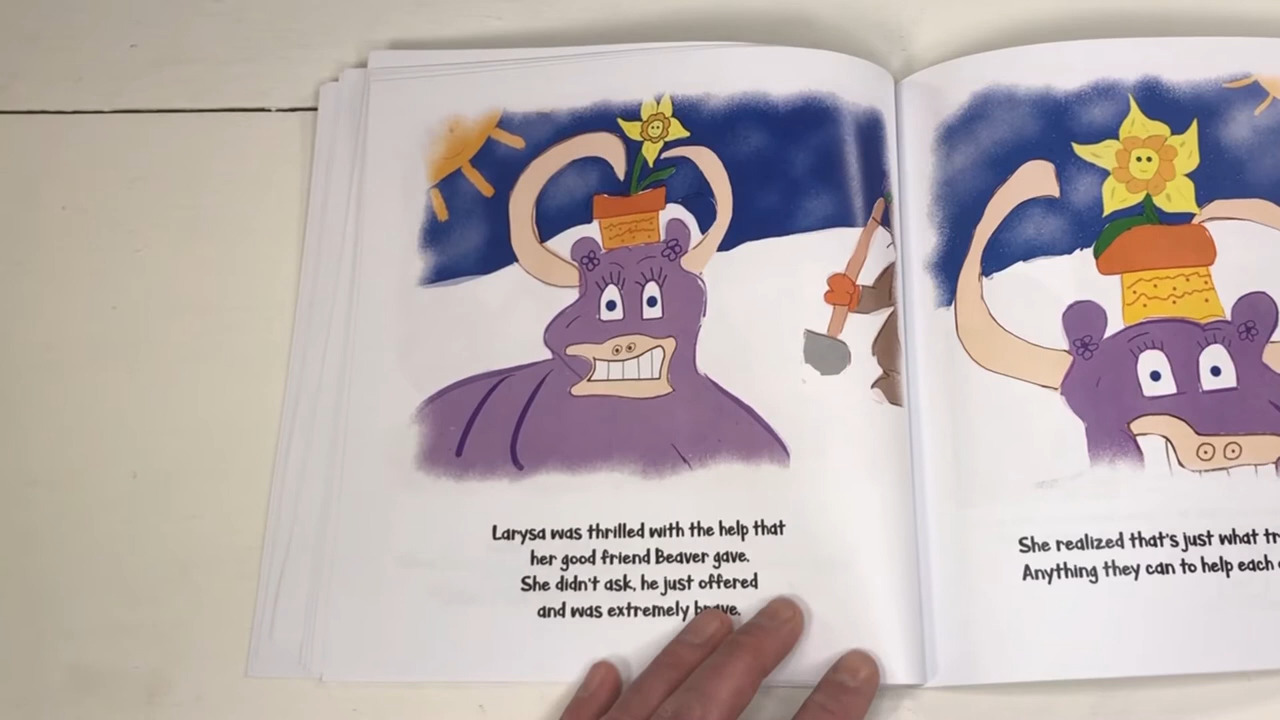 Larysa was thrilled with the help that
her good friend Beaver gave.
She didn't ask, he just offered
and was extremely brave.
She realized that's just what
Anything they can to help each